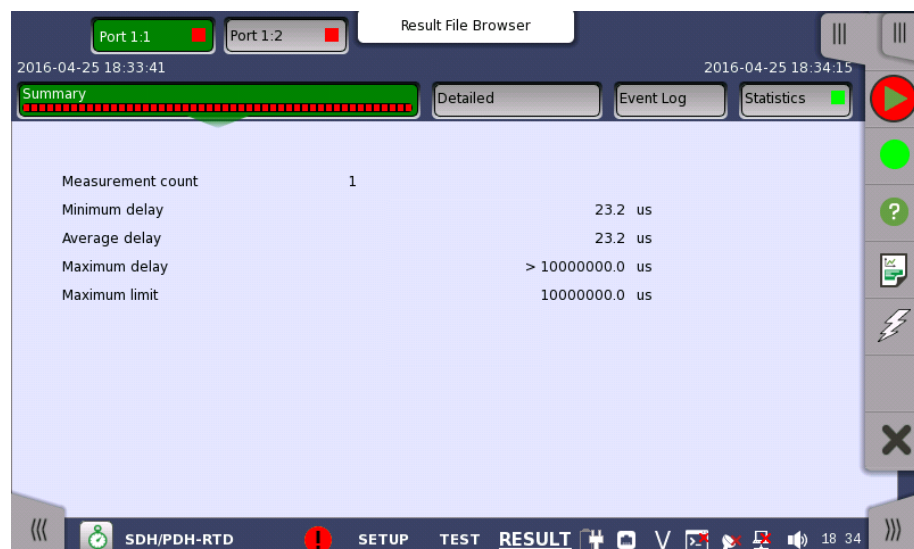 Port 1:1
Port 1:2
Result File Browser
2016-04-25 18:33:41
2016-04-25 18:34:15
Summary
Detailed
Event Log
Statistics
Measurement count 1
Minimum delay 23.2 us
Average delay 23.2 us
Maximum delay > 10000000.0 us
Maximum limit 10000000.0 us
SDH/PDH-RTD
SETUP TEST RESULT
18 34